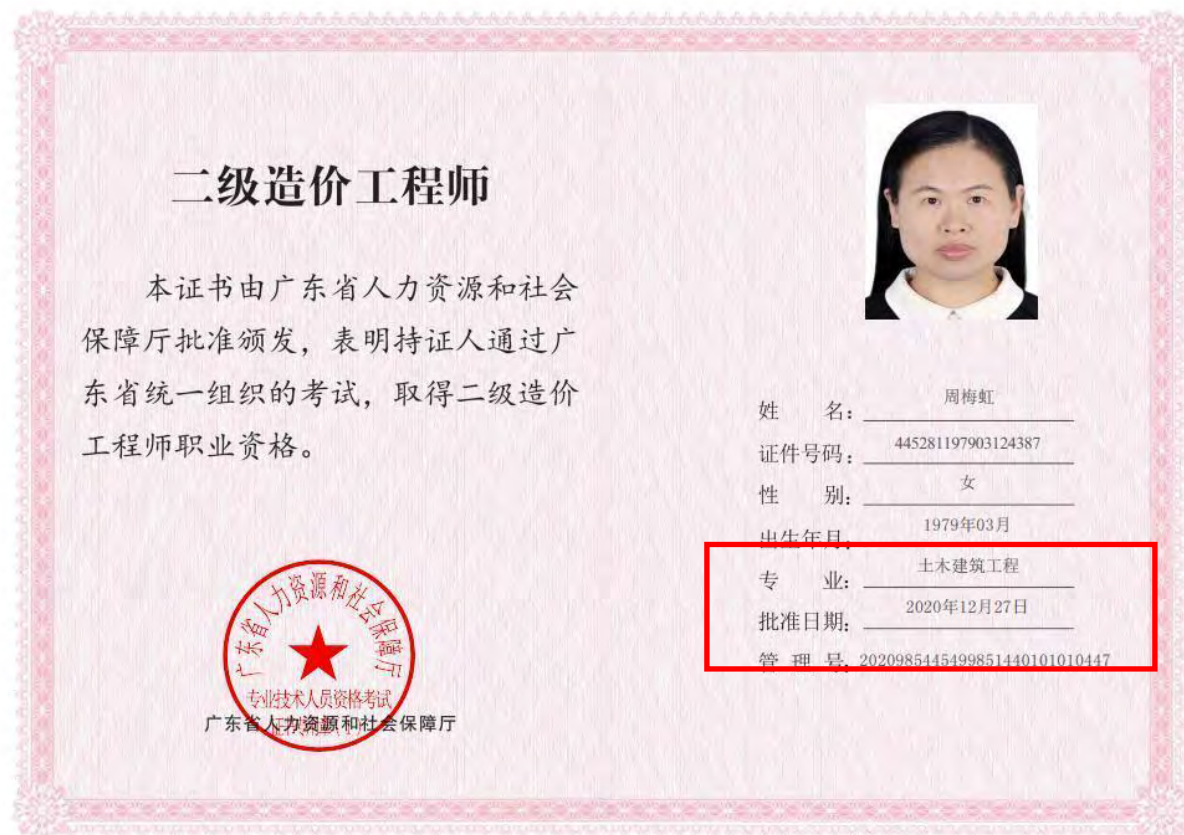 二级造价工程师
本证书由广东省人力资源和社会
保障厅批准颁发，表明持证人通过广
东省统一组织的考试，取得二级造价
工程师职业资格。
广东省人力资源和社会保障厅
专业技术人员资格考试
广东省人力资源和社会保障厅
姓 名：周梅虹
证件号码：445281197903124387
性 别：女
出生年月：1979年03月
专 业：土木建筑工程
批准日期：2020年12月27日
管 理 号：20209854454998514401010​10447